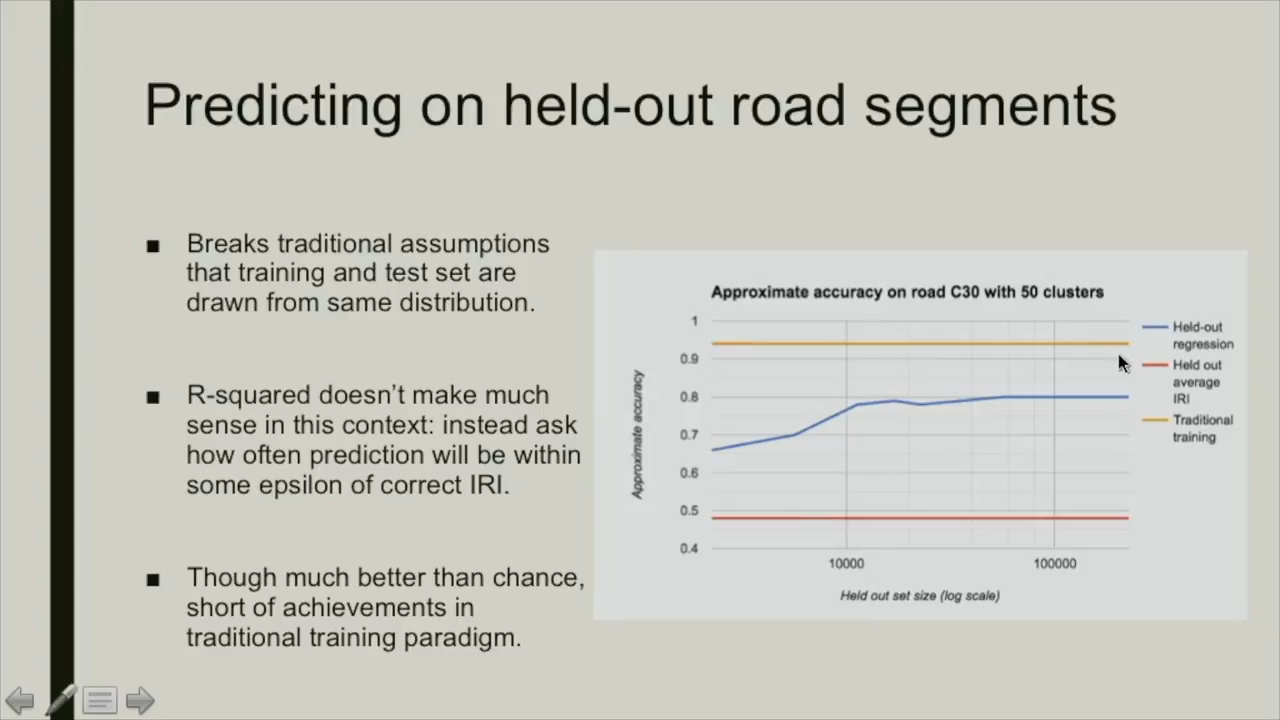 Predicting on held-out road segments
■ Breaks traditional assumptions
that training and test set are
drawn from same distribution.
■ R-squared doesn’t make much
sense in this context: instead ask
how often prediction will be within
some epsilon of correct IRI.
■ Though much better than chance,
short of achievements in
traditional training paradigm.
Approximate accuracy on road C30 with 50 clusters
Approximate accuracy
1
0.9
0.8
0.7
0.6
0.5
0.4
10000 100000
Held out set size (log scale)
Held-out
regression
Held out
average
IRI
Traditional
training